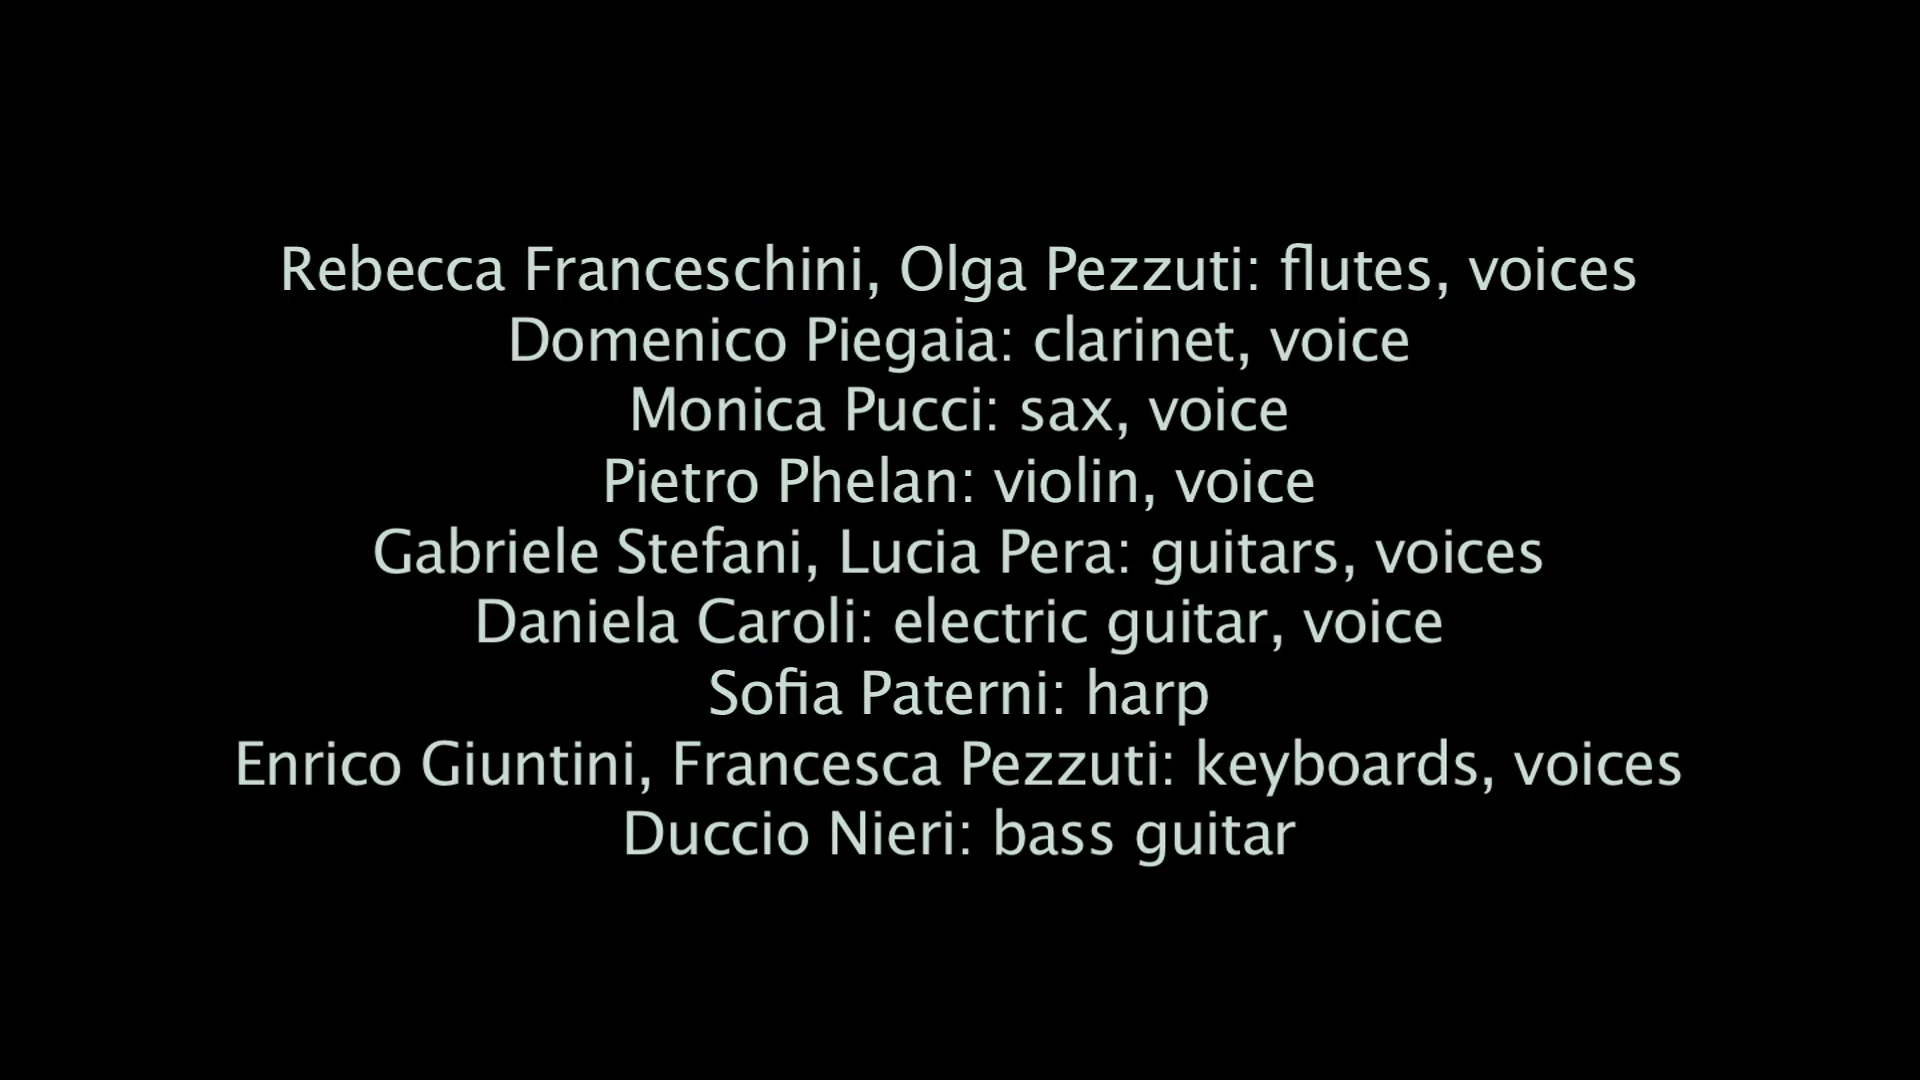 Rebecca Franceschini, Olga Pezzuti: flutes, voices
Domenico Piegaia: clarinet, voice
Monica Pucci: sax, voice
Pietro Phelan: violin, voice
Gabriele Stefani, Lucia Pera: guitars, voices
Daniela Caroli: electric guitar, voice
Sofia Paterni: harp
Enrico Giuntini, Francesca Pezzuti: keyboards, voices
Duccio Nieri: bass guitar